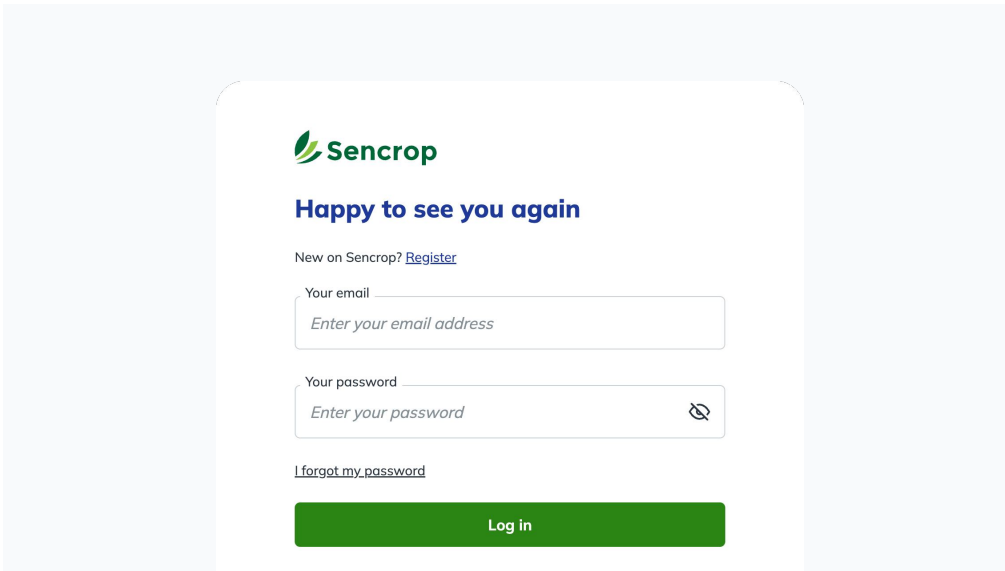 Sencrop
Happy to see you again
New on Sencrop? Register
Your email
Enter your email address
Your password
Enter your password
I forgot my password
Log in